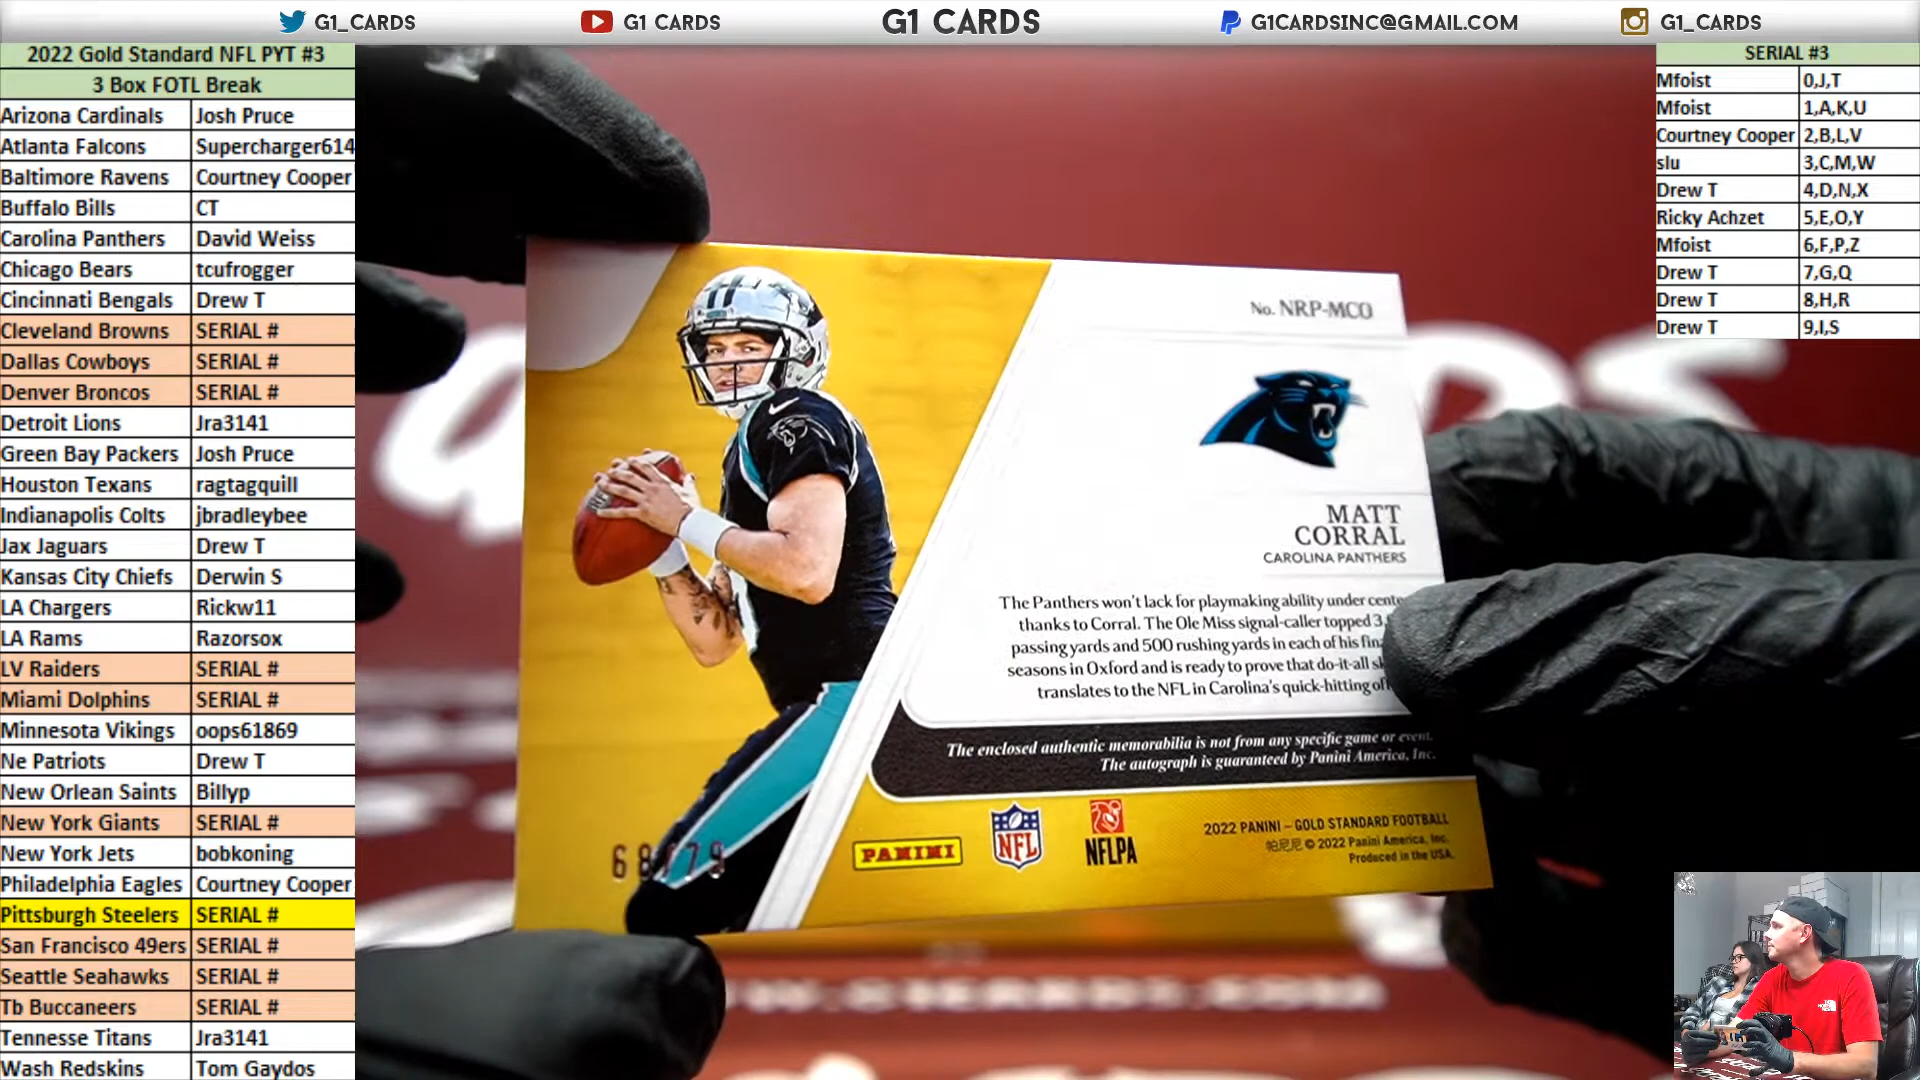 G1_CARDS
G1 CARDS
G1 CARDS
G1CARDSINC@GMAIL.COM
G1_CARDS
2022 Gold Standard NFL PYT #3
3 Box FOTL Break
Arizona Cardinals Josh Pruce
Atlanta Falcons Supercharger614
Baltimore Ravens Courtney Cooper
Buffalo Bills CT
Carolina Panthers David Weiss
Chicago Bears tcufrogger
Cincinnati Bengals Drew T
Cleveland Browns SERIAL #
Dallas Cowboys SERIAL #
Denver Broncos SERIAL #
Detroit Lions Jra3141
Green Bay Packers Josh Pruce
Houston Texans ragtagquill
Indianapolis Colts jbradleybee
Jax Jaguars Drew T
Kansas City Chiefs Derwin S
LA Chargers Rickw11
LA Rams Razorsox
LV Raiders SERIAL #
Miami Dolphins SERIAL #
Minnesota Vikings oops61869
Ne Patriots Drew T
New Orlean Saints Billyp
New York Giants SERIAL #
New York Jets bobkoning
Philadelphia Eagles Courtney Cooper
Pittsburgh Steelers SERIAL #
San Francisco 49ers SERIAL #
Seattle Seahawks SERIAL #
Tb Buccaneers SERIAL #
Tennesse Titans Jra3141
Wash Redskins Tom Gaydos
SERIAL #3
Mfoist 0,J,T
Mfoist 1,A,K,U
Courtney Cooper 2,B,L,V
slu 3,C,M,W
Drew T 4,D,N,X
Ricky Achzet 5,E,O,Y
Mfoist 6,F,P,Z
Drew T 7,G,Q
Drew T 8,H,R
Drew T 9,I,S
No. NRP-MCO
MATT
CORRAL
CAROLINA PANTHERS
The Panthers won't lack for playmaking ability under
thanks to Corral. The Ole Miss signal-caller topped 3,
passing yards and 500 rushing yards in each of his
seasons in Oxford and is ready to prove that do-it-all
translates to the NFL in Carolina's quick-hitting
The enclosed authentic memorabilia is not from any specific game or event.
The autograph is guaranteed by Panini America, Inc.
68/79
PANINI
NFL
NFLPA
2022 PANINI – GOLD STANDARD FOOTBALL
帕尼尼 © 2022 Panini America, Inc.
Produced in the USA.